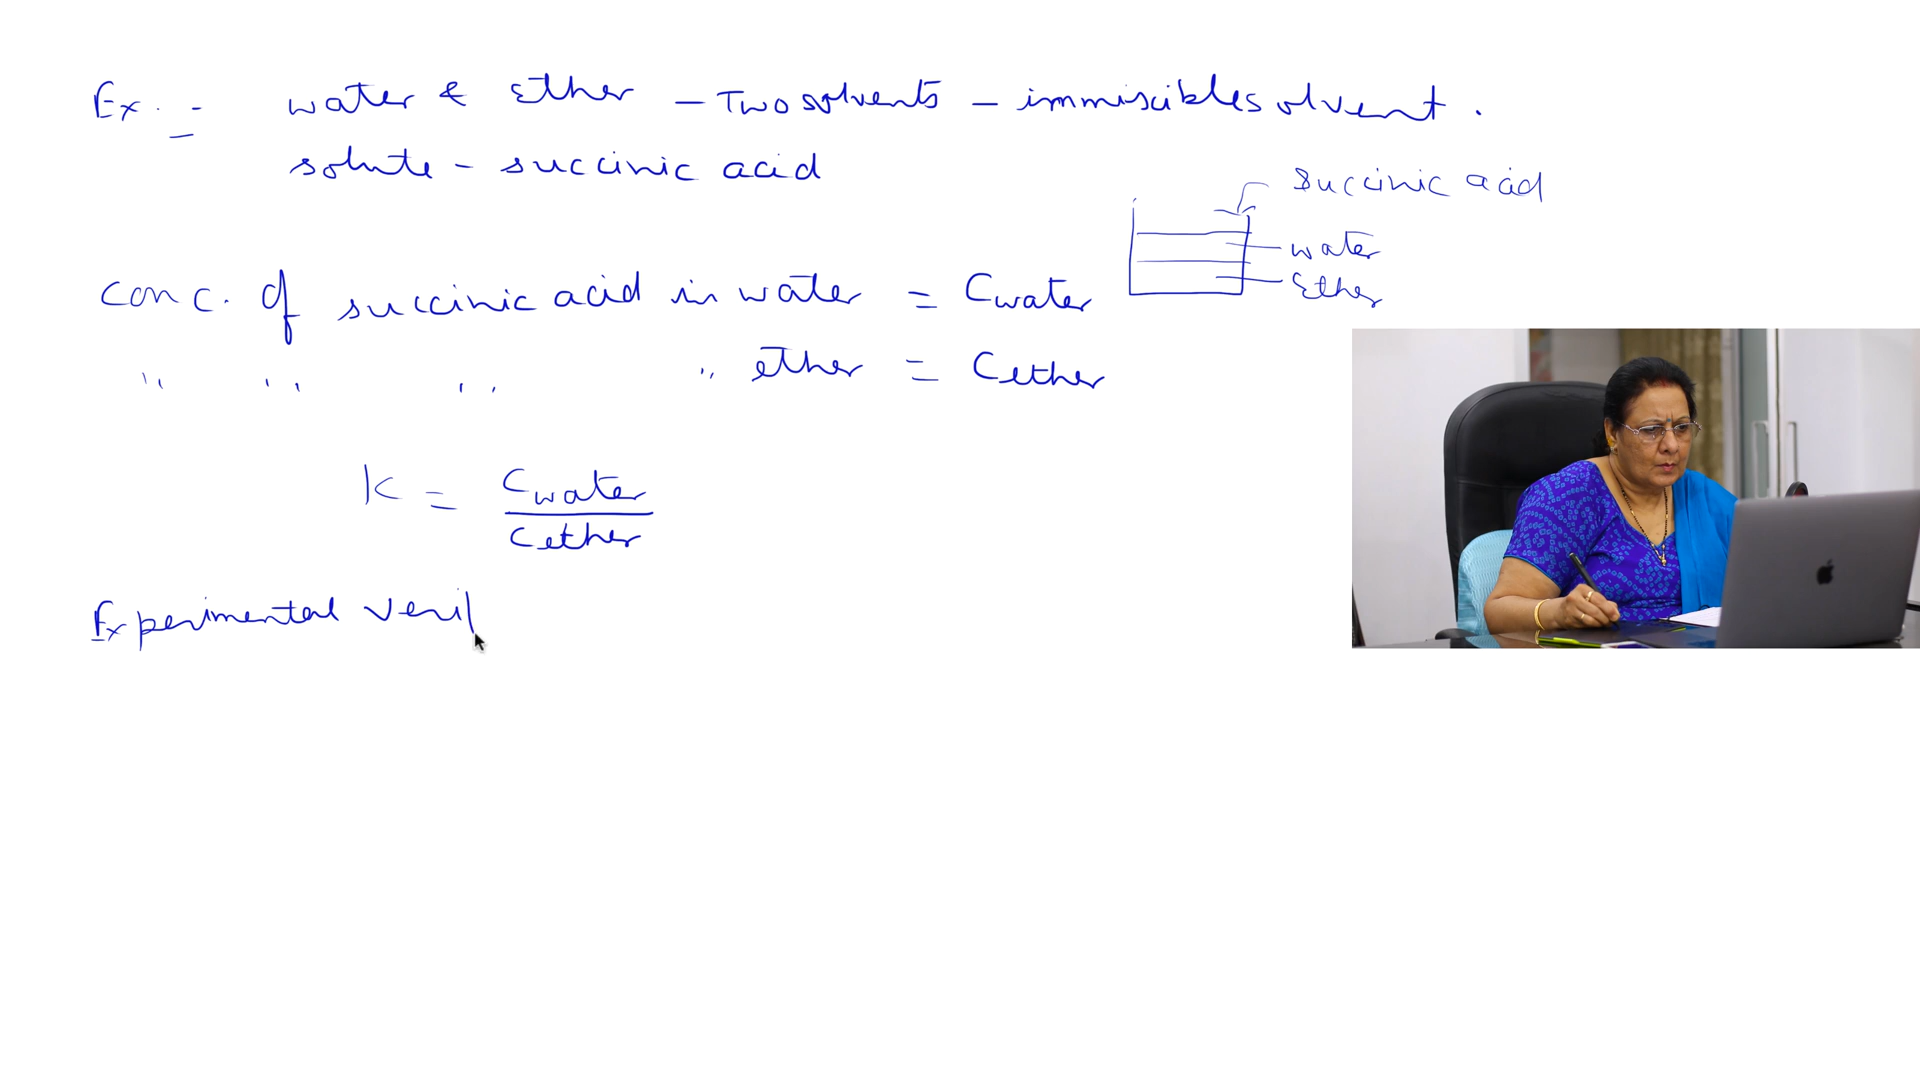 Ex :- water & Ether - Two solvents - immiscible solvent.
solute - succinic acid
succinic acid
water
Ether
conc. of succinic acid in water = Cwater
" " " " ether = Cether
K = Cwater / Cether
Experimental Verif